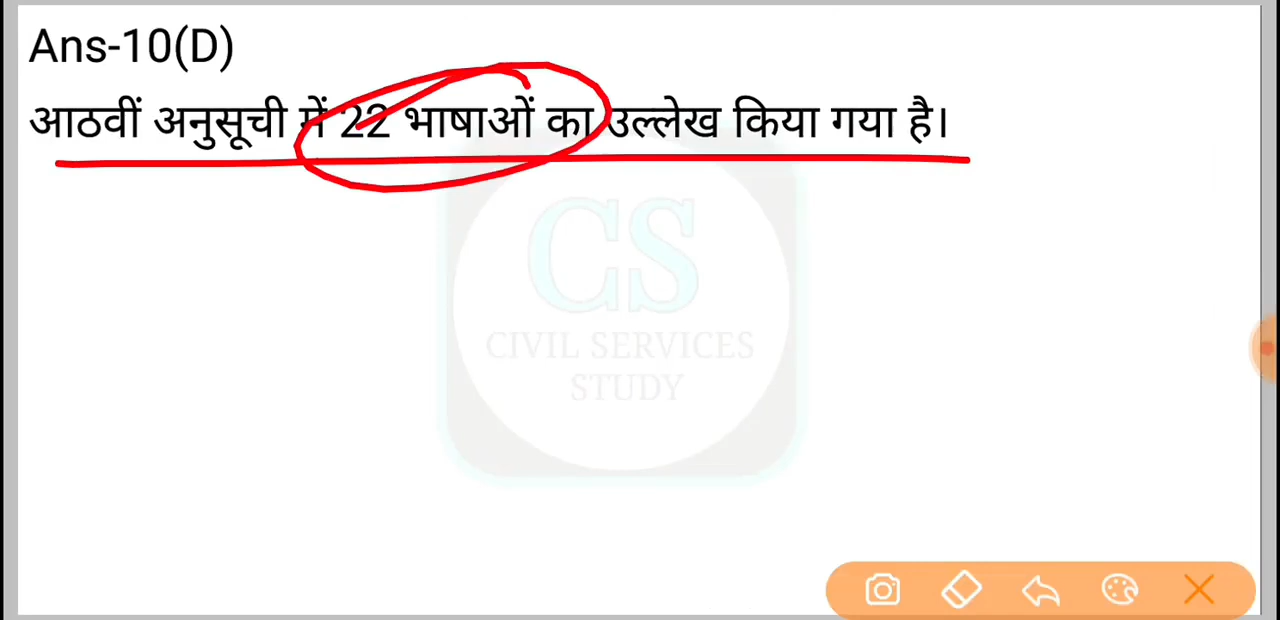 Ans-10(D)
आठवीं अनुसूची में 22 भाषाओं का उल्लेख किया गया है।
CS
CIVIL SERVICES
STUDY